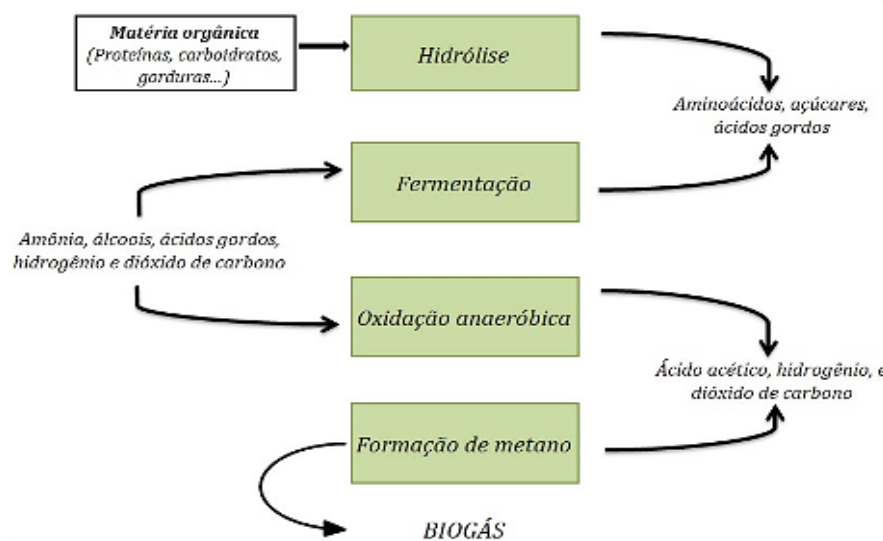 Matéria orgânica
(Proteínas, carboidratos,
gorduras...)
Hidrólise
Aminoácidos, açúcares,
ácidos gordos
Fermentação
Amônia, álcoois, ácidos gordos,
hidrogênio e dióxido de carbono
Oxidação anaeróbica
Ácido acético, hidrogênio, e
dióxido de carbono
Formação de metano
BIOGÁS